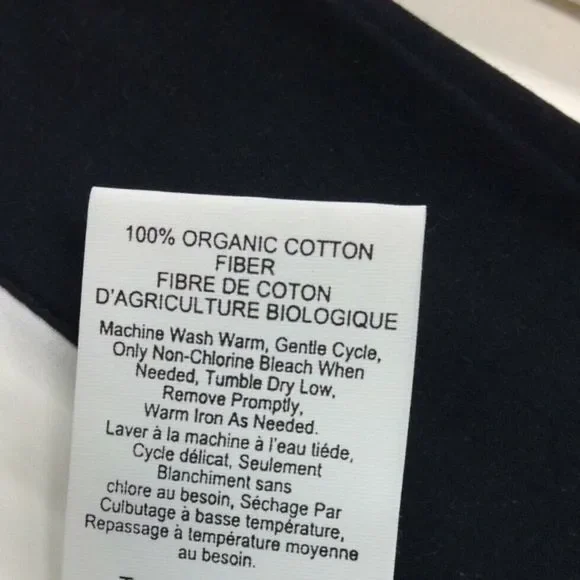 100% ORGANIC COTTON
FIBER
FIBRE DE COTON
D'AGRICULTURE BIOLOGIQUE
Machine Wash Warm, Gentle Cycle,
Only Non-Chlorine Bleach When
Needed, Tumble Dry Low,
Remove Promptly,
Warm Iron As Needed.
Laver à la machine à l'eau tiéde,
Cycle délicat, Seulement
Blanchiment sans
chlore au besoin, Séchage Par
Culbutage à basse température,
Repassage à température moyenne
au besoin.